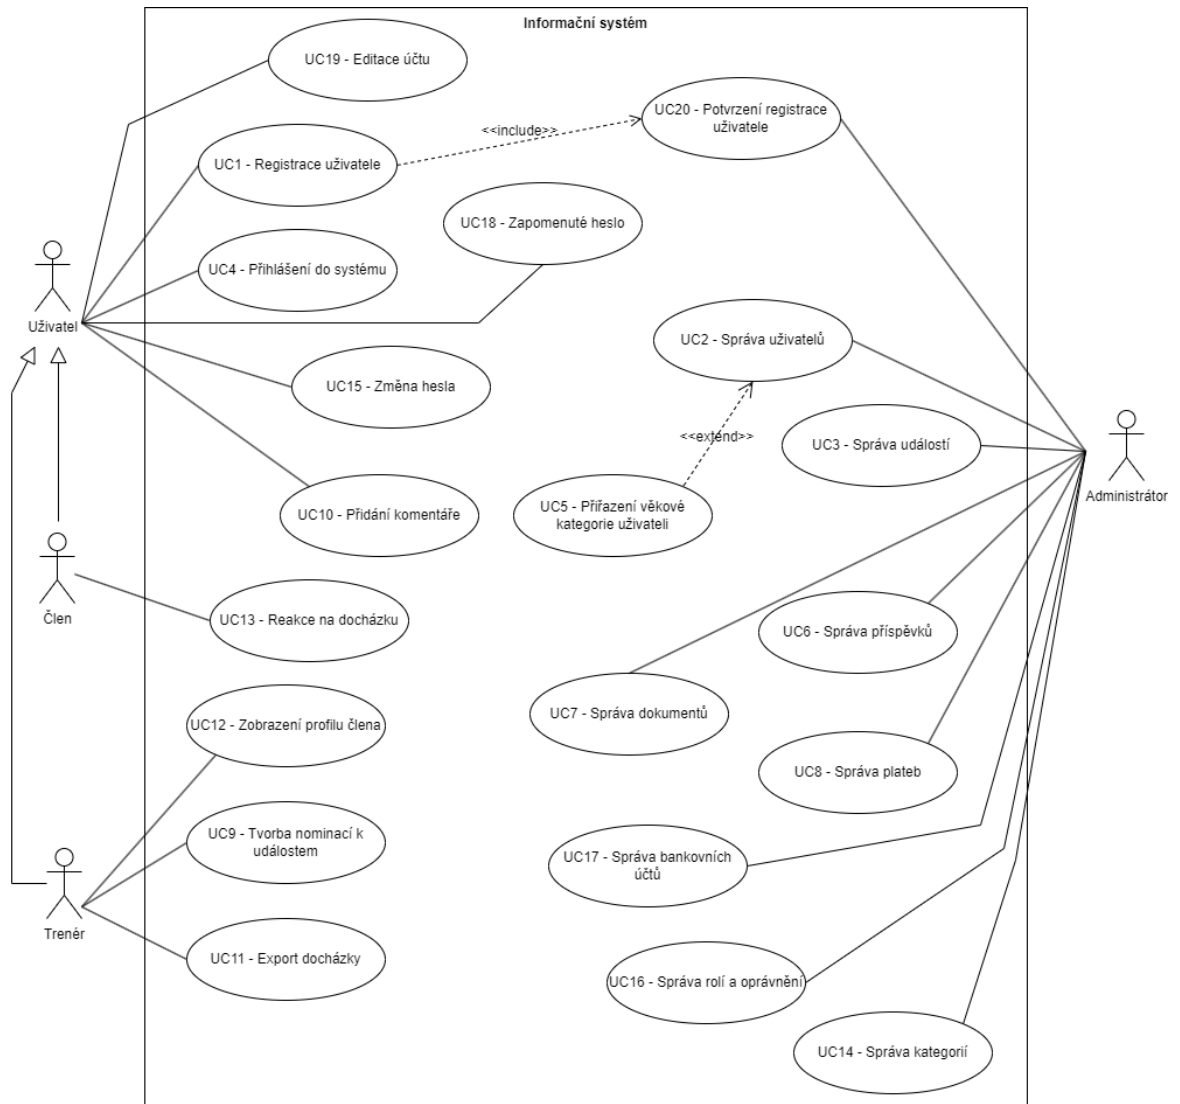 Informační systém
UC19 - Editace účtu
UC20 - Potvrzení registrace
uživatele
<<include>>
UC1 - Registrace uživatele
UC18 - Zapomenuté heslo
UC4 - Přihlášení do systému
Uživatel
UC2 - Správa uživatelů
UC15 - Změna hesla
<<extend>>
UC3 - Správa událostí
Administrátor
UC10 - Přidání komentáře
UC5 - Přiřazení věkové
kategorie uživateli
Člen
UC13 - Reakce na docházku
UC6 - Správa příspěvků
UC12 - Zobrazení profilu člena
UC7 - Správa dokumentů
UC8 - Správa plateb
UC9 - Tvorba nominací k
událostem
UC17 - Správa bankovních
účtů
Trenér
UC11 - Export docházky
UC16 - Správa rolí a oprávnění
UC14 - Správa kategorií